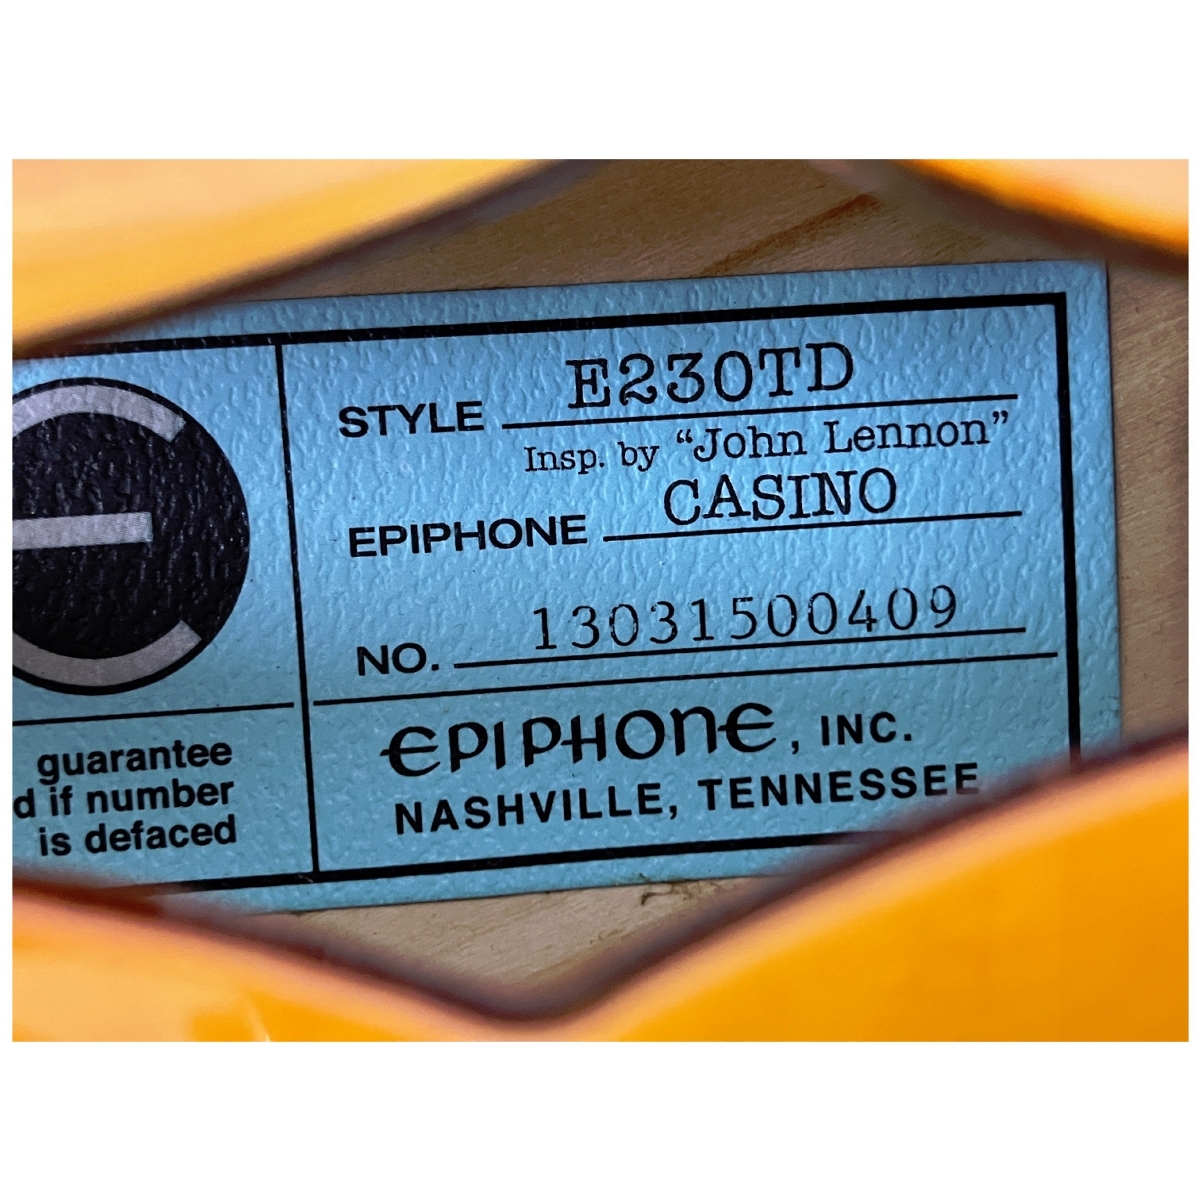 STYLE E230TD
Insp. by “John Lennon”
EPIPHONE CASINO
NO. 13031500409
EPIPHONE, INC.
NASHVILLE, TENNESSEE
guarantee
if number
is defaced